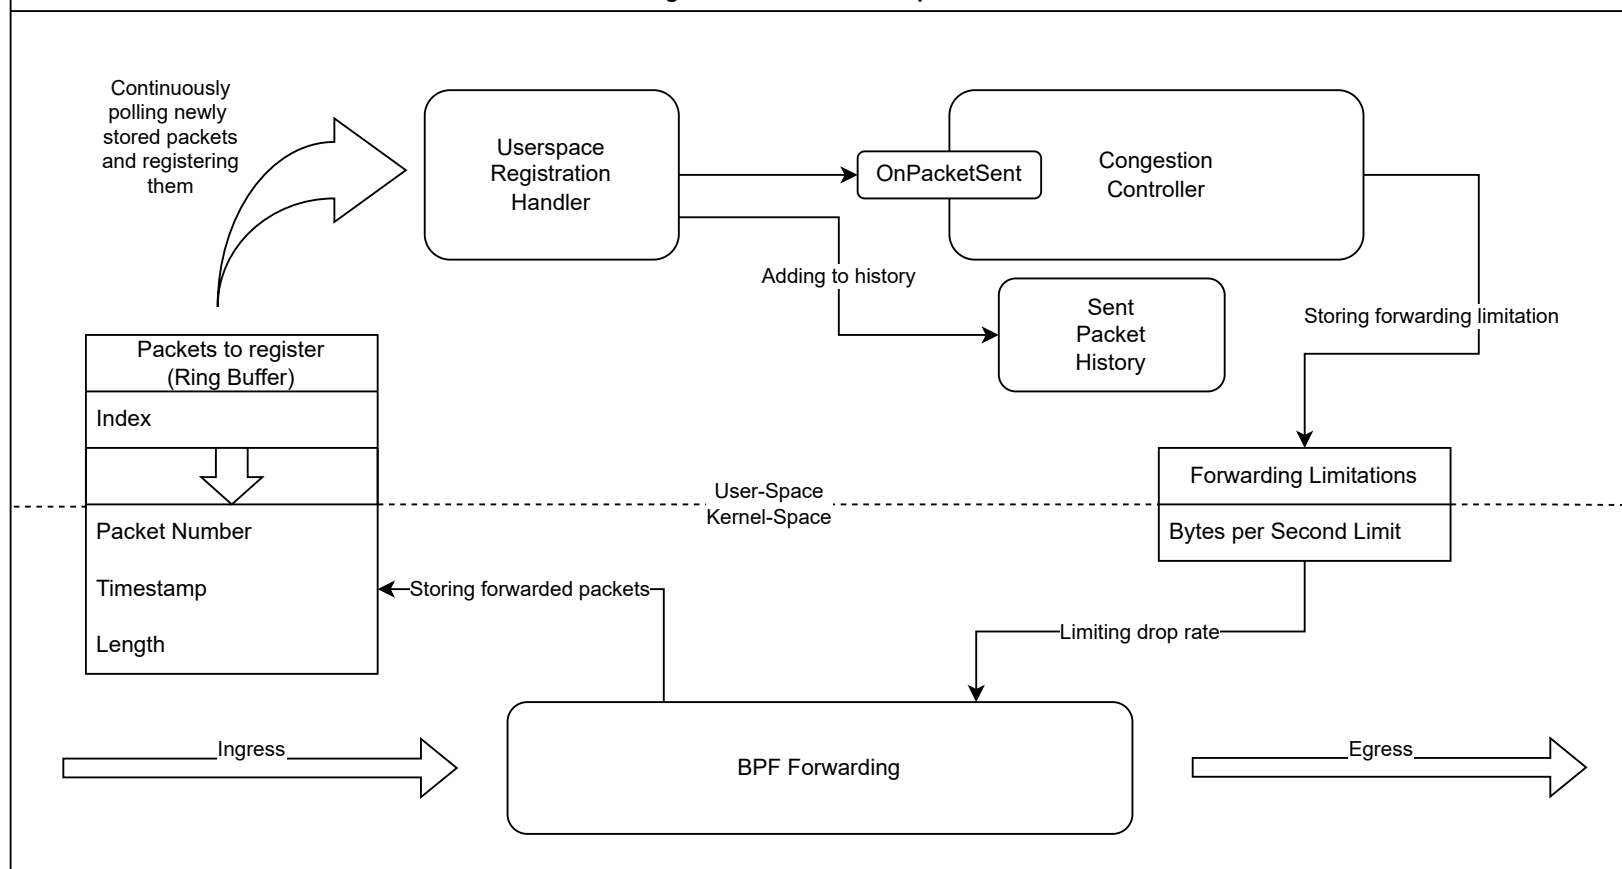 Continuously
polling newly
stored packets
and registering
them
Userspace
Registration
Handler
OnPacketSent
Congestion
Controller
Adding to history
Sent
Packet
History
Storing forwarding limitation
Packets to register
(Ring Buffer)
Index
Forwarding Limitations
User-Space
Kernel-Space
Packet Number
Bytes per Second Limit
Timestamp
Storing forwarded packets
Limiting drop rate
Length
Ingress
BPF Forwarding
Egress